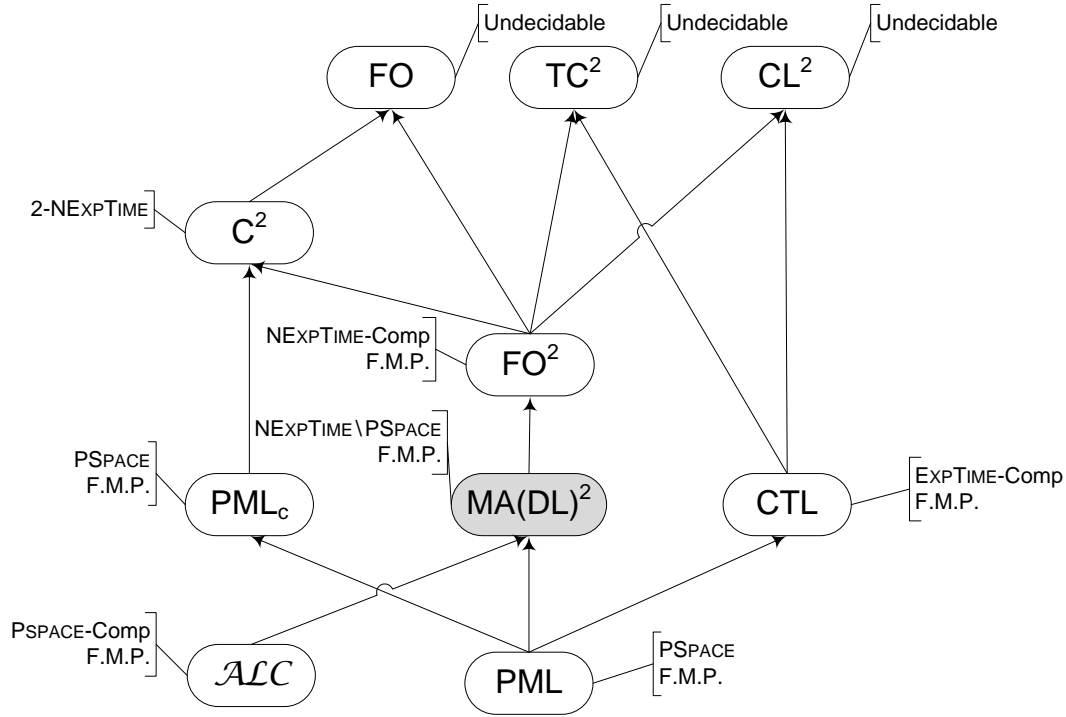 Undecidable
Undecidable
Undecidable
FO
TC²
CL²
2-NEXPTIME
C²
NEXPTIME-Comp
F.M.P.
FO²
NEXPTIME\PSPACE
F.M.P.
PSPACE
F.M.P.
PMLc
MA(DL)²
CTL
EXPTIME-Comp
F.M.P.
PSPACE-Comp
F.M.P.
ALC
PML
PSPACE
F.M.P.